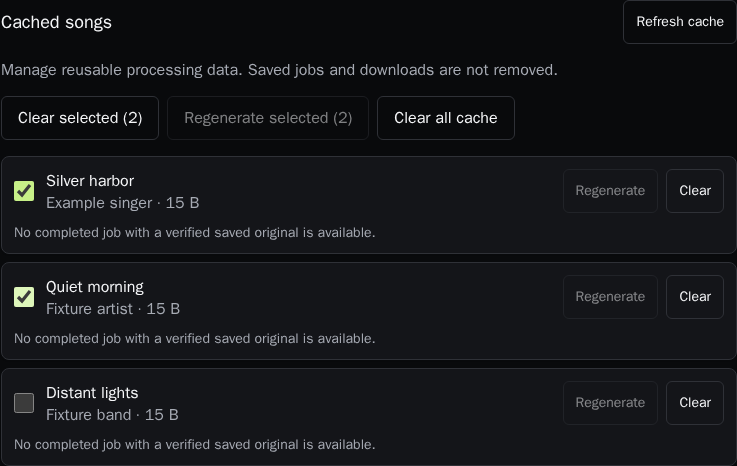 Cached songs
Refresh cache
Manage reusable processing data. Saved jobs and downloads are not removed.
Clear selected (2)
Regenerate selected (2)
Clear all cache
Silver harbor
Example singer · 15 B
Regenerate
Clear
No completed job with a verified saved original is available.
Quiet morning
Fixture artist · 15 B
Regenerate
Clear
No completed job with a verified saved original is available.
Distant lights
Fixture band · 15 B
Regenerate
Clear
No completed job with a verified saved original is available.